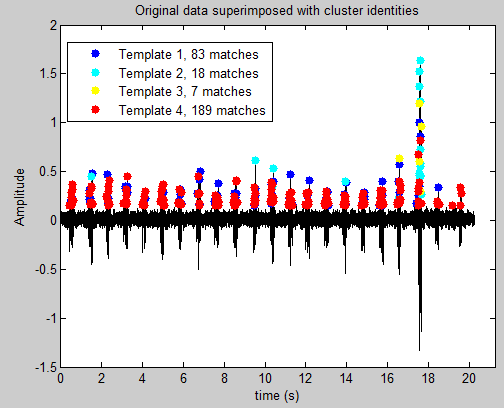 Original data superimposed with cluster identities
2
Template 1, 83 matches
Template 2, 18 matches
Template 3, 7 matches
Template 4, 189 matches
1.5
1
0.5
0
-0.5
-1
-1.5
Amplitude
0 2 4 6 8 10 12 14 16 18 20
time (s)